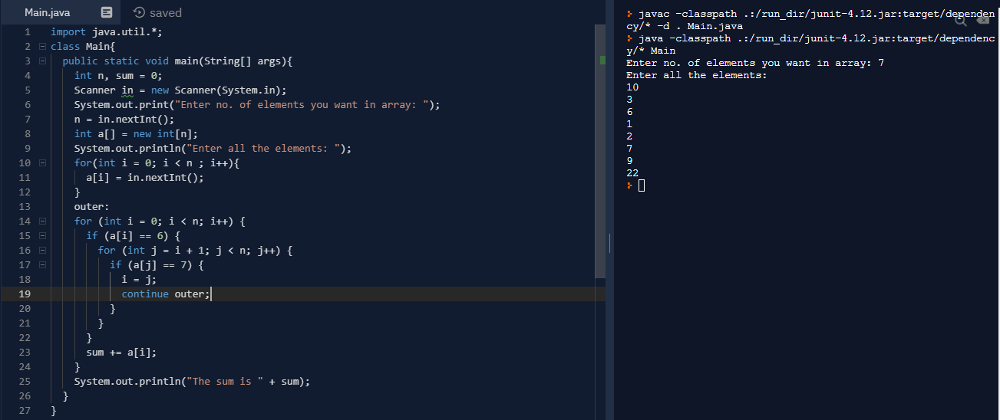 Main.java
saved
1 import java.util.*;
2 class Main{
3 public static void main(String[] args){
4 int n, sum = 0;
5 Scanner in = new Scanner(System.in);
6 System.out.print("Enter no. of elements you want in array: ");
7 n = in.nextInt();
8 int a[] = new int[n];
9 System.out.println("Enter all the elements: ");
10 for(int i = 0; i < n ; i++){
11 a[i] = in.nextInt();
12 }
13 outer:
14 for (int i = 0; i < n; i++) {
15 if (a[i] == 6) {
16 for (int j = i + 1; j < n; j++) {
17 if (a[j] == 7) {
18 i = j;
19 continue outer;
20 }
21 }
22 }
23 sum += a[i];
24 }
25 System.out.println("The sum is " + sum);
26 }
27 }
javac -classpath .:/run_dir/junit-4.12.jar:target/dependen
cy/* -d . Main.java
java -classpath .:/run_dir/junit-4.12.jar:target/dependenc
y/* Main
Enter no. of elements you want in array: 7
Enter all the elements:
10
3
6
1
2
7
9
22